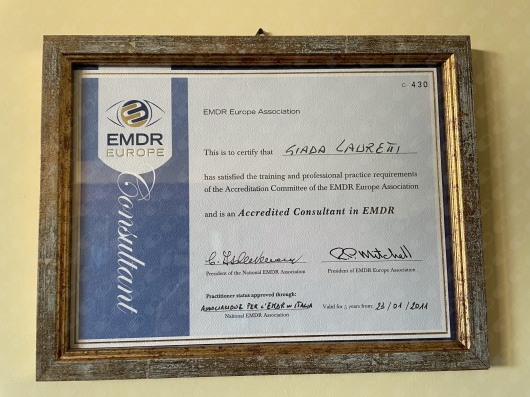 C- 430
EMDR
EUROPE
Consultant
EMDR Europe Association
This is to certify that GIADA LAURETTI
has satisfied the training and professional practice requirements
of the Accreditation Committee of the EMDR Europe Association
and is an Accredited Consultant in EMDR
R.P. Mitchell
President of the National EMDR Association
President of EMDR Europe Association
Practitioner status approved through:
ASSOCIAZIONE PER L'EMDR IN ITALIA
Valid for 5 years from: 23/01/2011
National EMDR Association